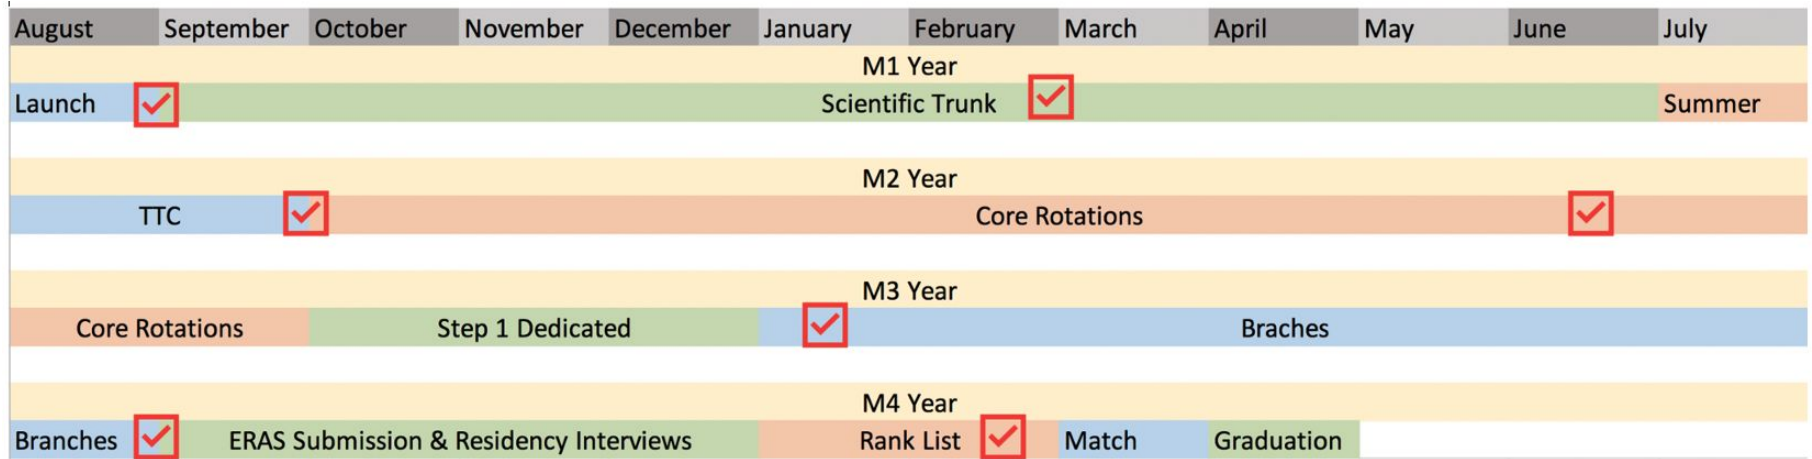 August September October November December January February March April May June July
M1 Year
Launch Scientific Trunk Summer
M2 Year
TTC Core Rotations
M3 Year
Core Rotations Step 1 Dedicated Braches
M4 Year
Branches ERAS Submission & Residency Interviews Rank List Match Graduation